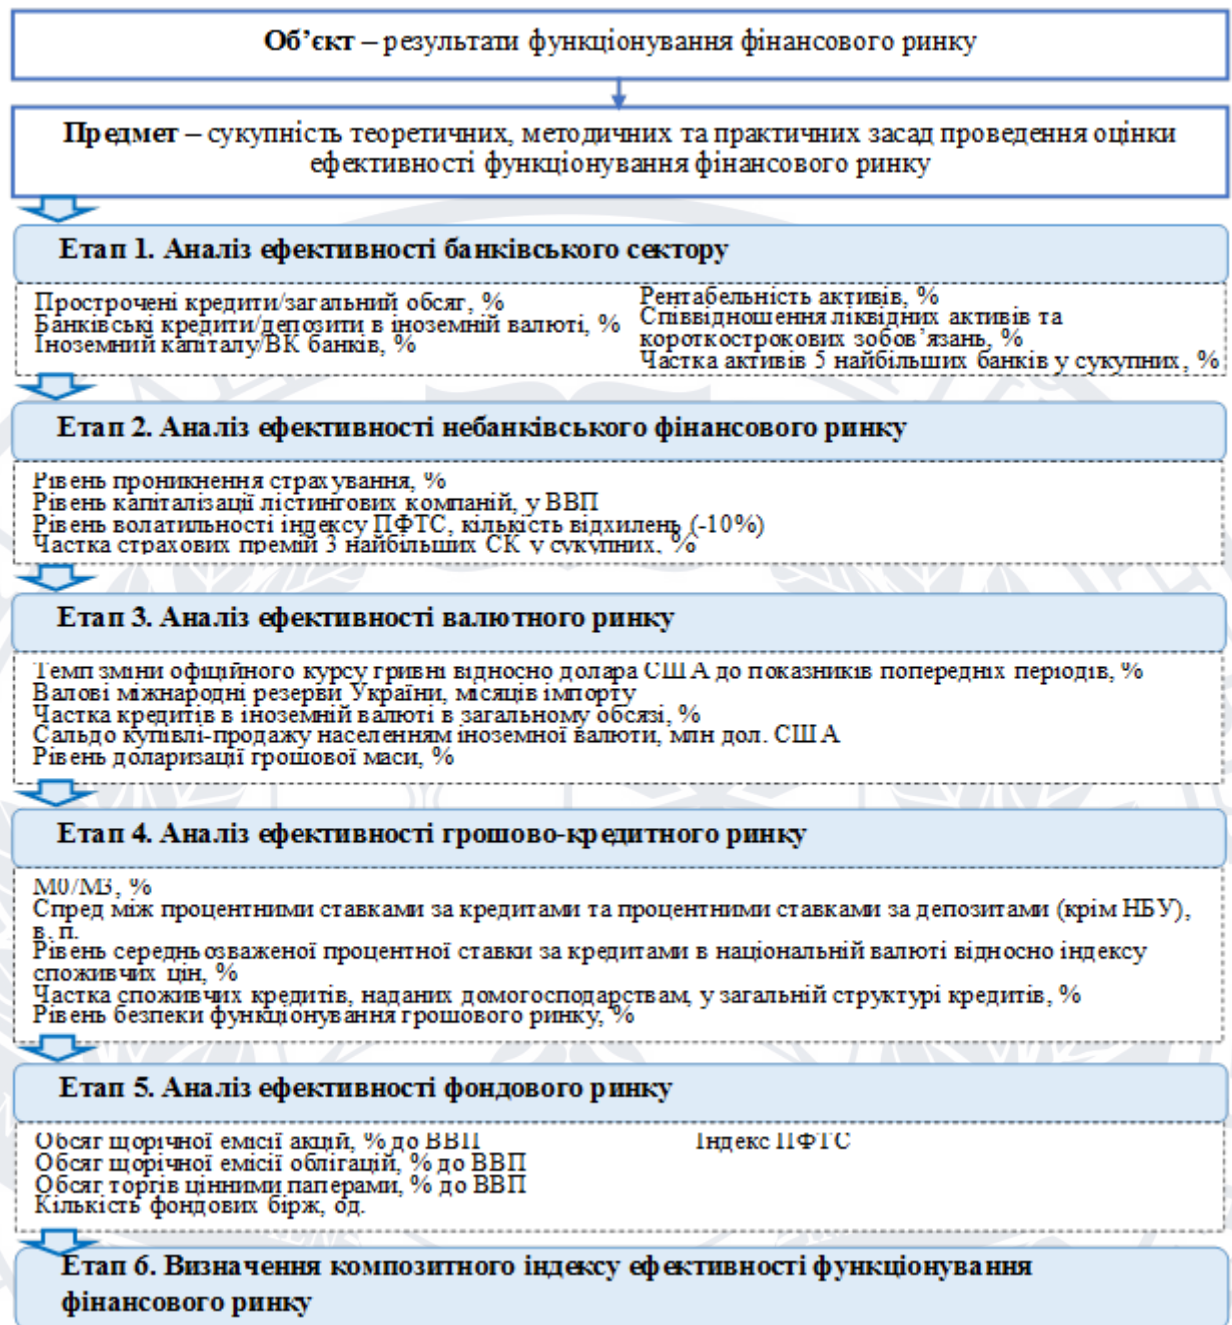 Об’єкт – результати функціонування фінансового ринку
Предмет – сукупність теоретичних, методичних та практичних засад проведення оцінки
ефективності функціонування фінансового ринку
Етап 1. Аналіз ефективності банківського сектору
Прострочені кредити/загальний обсяг, %
Банківські кредити/депозити в іноземній валюті, %
Іноземний капіталу/ВК банків, %
Рентабельність активів, %
Співвідношення ліквідних активів та
короткострокових зобов’язань, %
Частка активів 5 найбільших банків у сукупних, %
Етап 2. Аналіз ефективності небанківського фінансового ринку
Рівень проникнення страхування, %
Рівень капіталізації лістингових компаній, у ВВП
Рівень волатильності індексу ПФТС, кількість відхилень (-10%)
Частка страхових премій 3 найбільших СК у сукупних, %
Етап 3. Аналіз ефективності валютного ринку
Темп зміни офіційного курсу гривні відносно долара США до показників попередніх періодів, %
Валові міжнародні резерви України, місяців імпорту
Частка кредитів в іноземній валюті в загальному обсязі, %
Сальдо купівлі-продажу населенням іноземної валюти, млн дол. США
Рівень доларизації грошової маси, %
Етап 4. Аналіз ефективності грошово-кредитного ринку
М0/М3, %
Спред між процентними ставками за кредитами та процентними ставками за депозитами (крім НБУ),
в. п.
Рівень середньозваженої процентної ставки за кредитами в національній валюті відносно індексу
споживчих цін, %
Частка споживчих кредитів, наданих домогосподарствам, у загальній структурі кредитів, %
Рівень безпеки функціонування грошового ринку, %
Етап 5. Аналіз ефективності фондового ринку
Обсяг щорічної емісії акцій, % до ВВП
Обсяг щорічної емісії облігацій, % до ВВП
Обсяг торгів цінними паперами, % до ВВП
Кількість фондових бірж, од.
Індекс ПФТС
Етап 6. Визначення композитного індексу ефективності функціонування
фінансового ринку